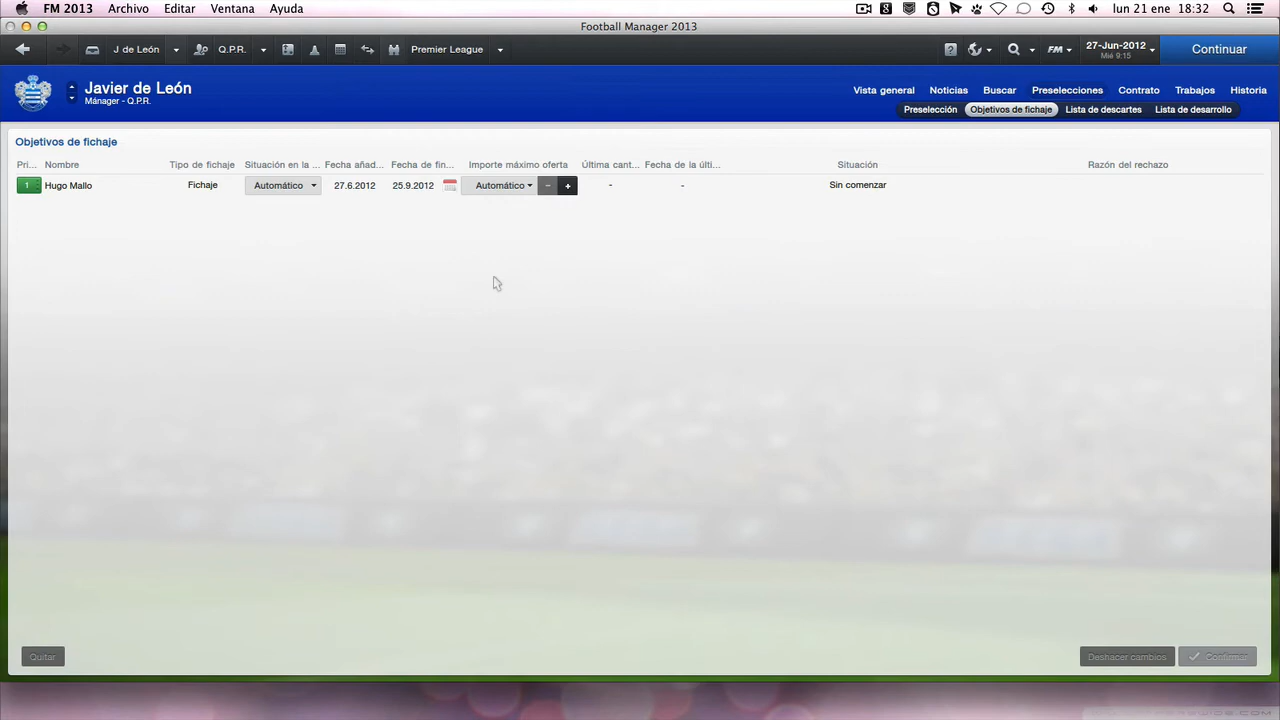 FM 2013 Archivo Editar Ventana Ayuda lun 21 ene 18:32
Football Manager 2013
J de León Q.P.R. Premier League FM 27-Jun-2012 Continuar
Mié 9:15
Javier de León
Mánager - Q.P.R.
Vista general Noticias Buscar Preselecciones Contrato Trabajos Historia
Preselección Objetivos de fichaje Lista de descartes Lista de desarrollo
Objetivos de fichaje
Pri... Nombre Tipo de fichaje Situación en la ... Fecha añad... Fecha de fin... Importe máximo oferta Última cant... Fecha de la últi... Situación Razón del rechazo
1 Hugo Mallo Fichaje Automático 27.6.2012 25.9.2012 Automático - + - - Sin comenzar
Quitar Deshacer cambios Confirmar